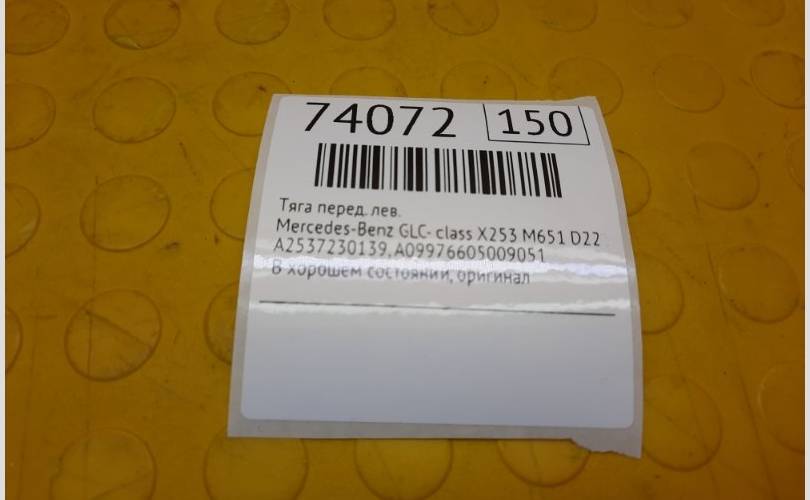 74072 150
Тяга перед. лев.
Mercedes-Benz GLC- class X253 M651 D22
A2537230139, A09976605009051
В хорошем состоянии, оригинал